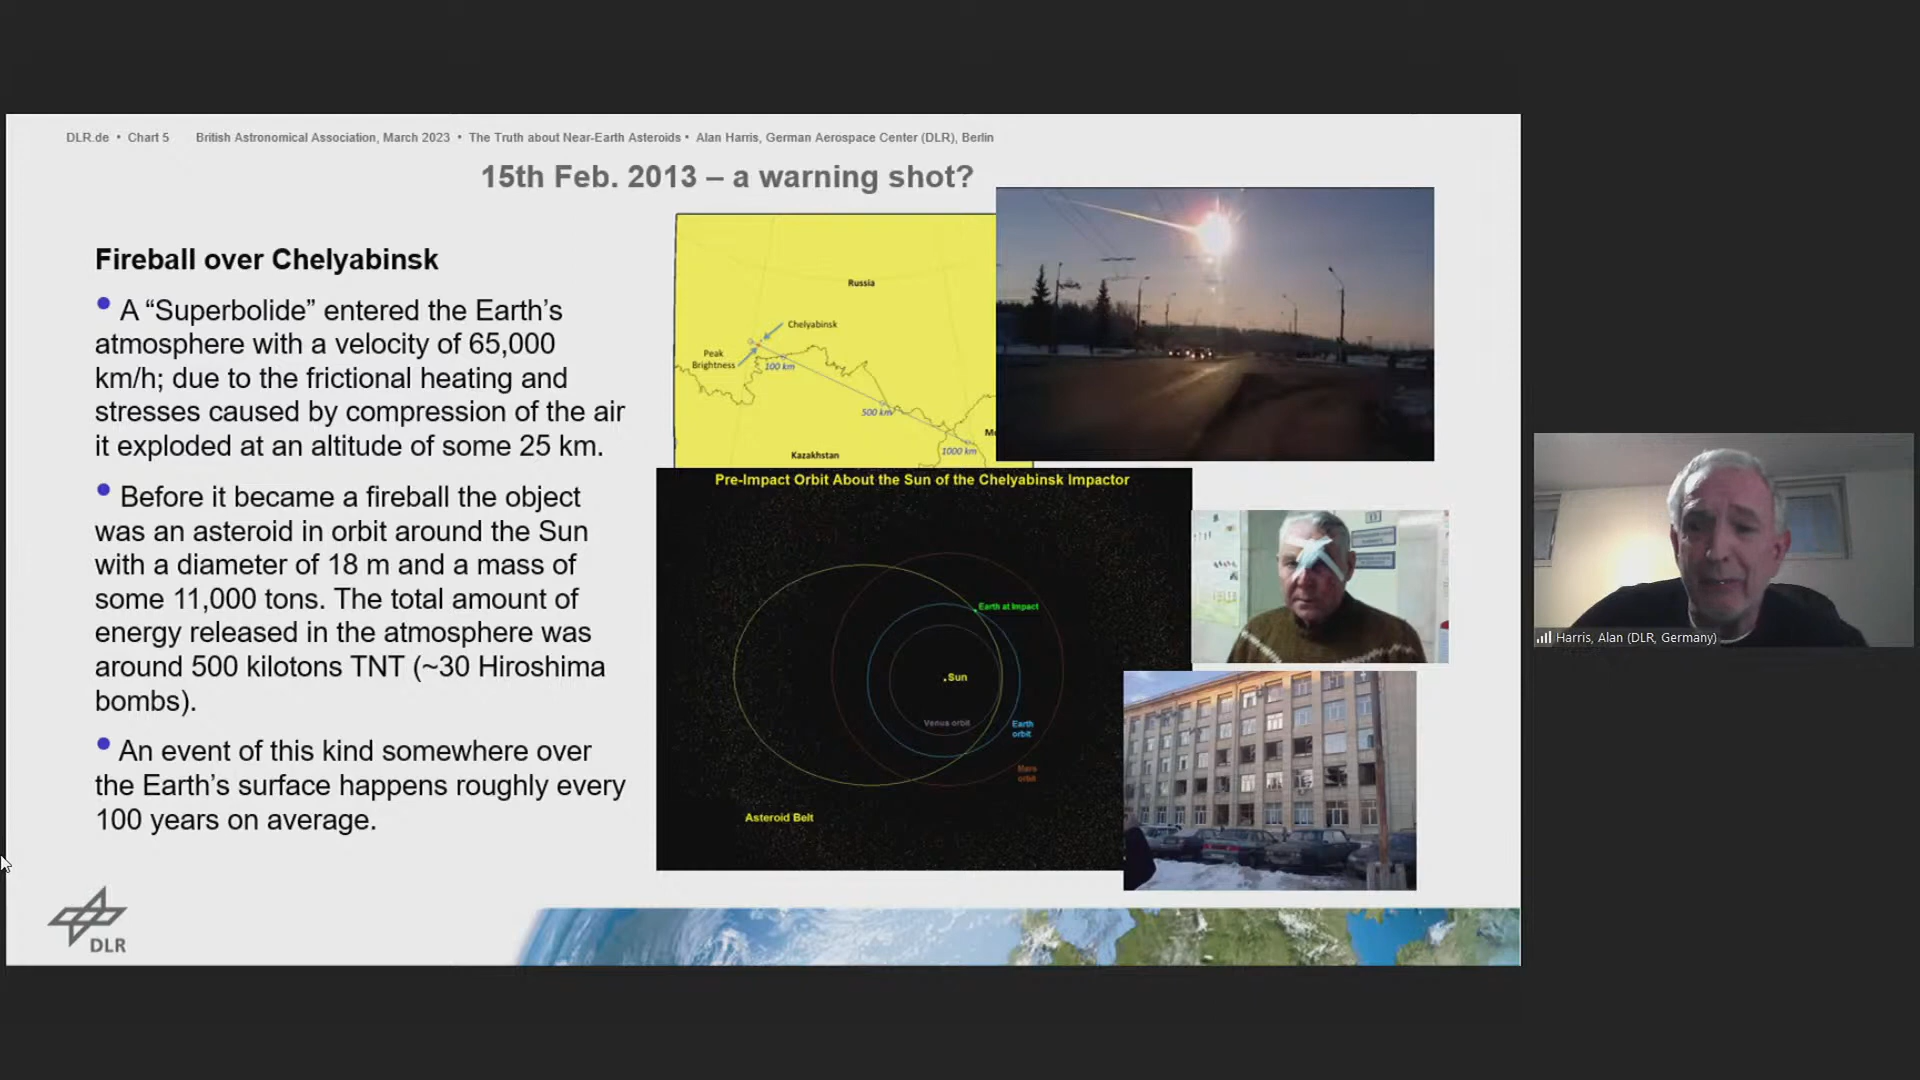 DLR.de • Chart 5 British Astronomical Association, March 2023 • The Truth about Near-Earth Asteroids • Alan Harris, German Aerospace Center (DLR), Berlin
15th Feb. 2013 – a warning shot?
Fireball over Chelyabinsk
• A “Superbolide” entered the Earth’s
atmosphere with a velocity of 65,000
km/h; due to the frictional heating and
stresses caused by compression of the air
it exploded at an altitude of some 25 km.
• Before it became a fireball the object
was an asteroid in orbit around the Sun
with a diameter of 18 m and a mass of
some 11,000 tons. The total amount of
energy released in the atmosphere was
around 500 kilotons TNT (~30 Hiroshima
bombs).
• An event of this kind somewhere over
the Earth’s surface happens roughly every
100 years on average.
DLR
Russia
Chelyabinsk
Peak
Brightness
100 km
500 km
1000 km
Kazakhstan
Pre-Impact Orbit About the Sun of the Chelyabinsk Impactor
Earth at Impact
Sun
Venus orbit
Earth
orbit
Mars
orbit
Asteroid Belt
Harris, Alan (DLR, Germany)